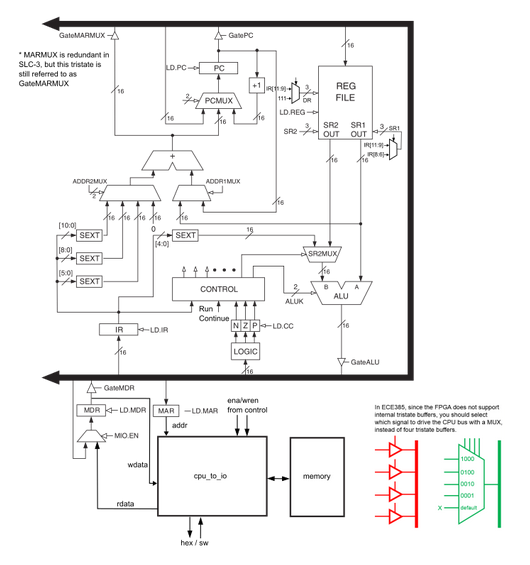 GateMARMUX
GatePC
* MARMUX is redundant in
SLC-3, but this tristate is
still referred to as
GateMARMUX
16
16
16
16
LD.PC
PC
+1
2
PCMUX
16
16
16
IR[11:9]
111
3
DR
LD.REG
SR2
3
REG
FILE
SR2
OUT
SR1
OUT
3
SR1
IR[11:9]
IR[8:6]
16
16
+
ADDR2MUX
2
ADDR1MUX
16
16
16
16
16
16
16
[10:0]
SEXT
[8:0]
SEXT
[5:0]
SEXT
0
[4:0]
SEXT
16
16
SR2MUX
16
CONTROL
2
ALUK
B
A
ALU
Run
Continue
IR
LD.IR
N
Z
P
LD.CC
LOGIC
16
16
16
GateALU
GateMDR
MDR
LD.MDR
MIO.EN
MAR
LD.MAR
addr
ena/wren
from control
wdata
rdata
cpu_to_io
memory
hex / sw
In ECE385, since the FPGA does not support
internal tristate buffers, you should select
which signal to drive the CPU bus with a MUX,
instead of four tristate buffers.
1000
0100
0010
0001
X
default